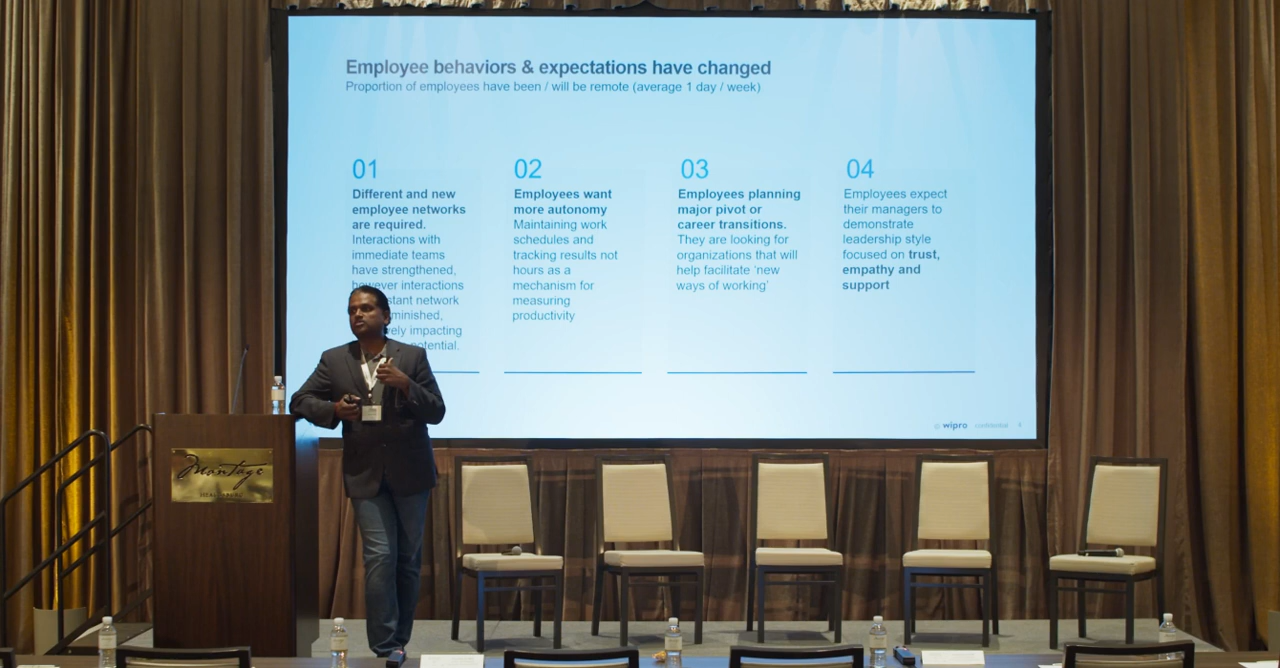 Employee behaviors & expectations have changed
Proportion of employees have been / will be remote (average 1 day / week)
01
Different and new
employee networks
are required.
Interactions with
immediate teams
have strengthened,
however interactions
network
impacting
potential.
02
Employees want
more autonomy
Maintaining work
schedules and
tracking results not
hours as a
mechanism for
measuring
productivity
03
Employees planning
major pivot or
career transitions.
They are looking for
organizations that will
help facilitate ‘new
ways of working’
04
Employees expect
their managers to
demonstrate
leadership style
focused on trust,
empathy and
support
wipro confidential
Montage
HEALDSBURG